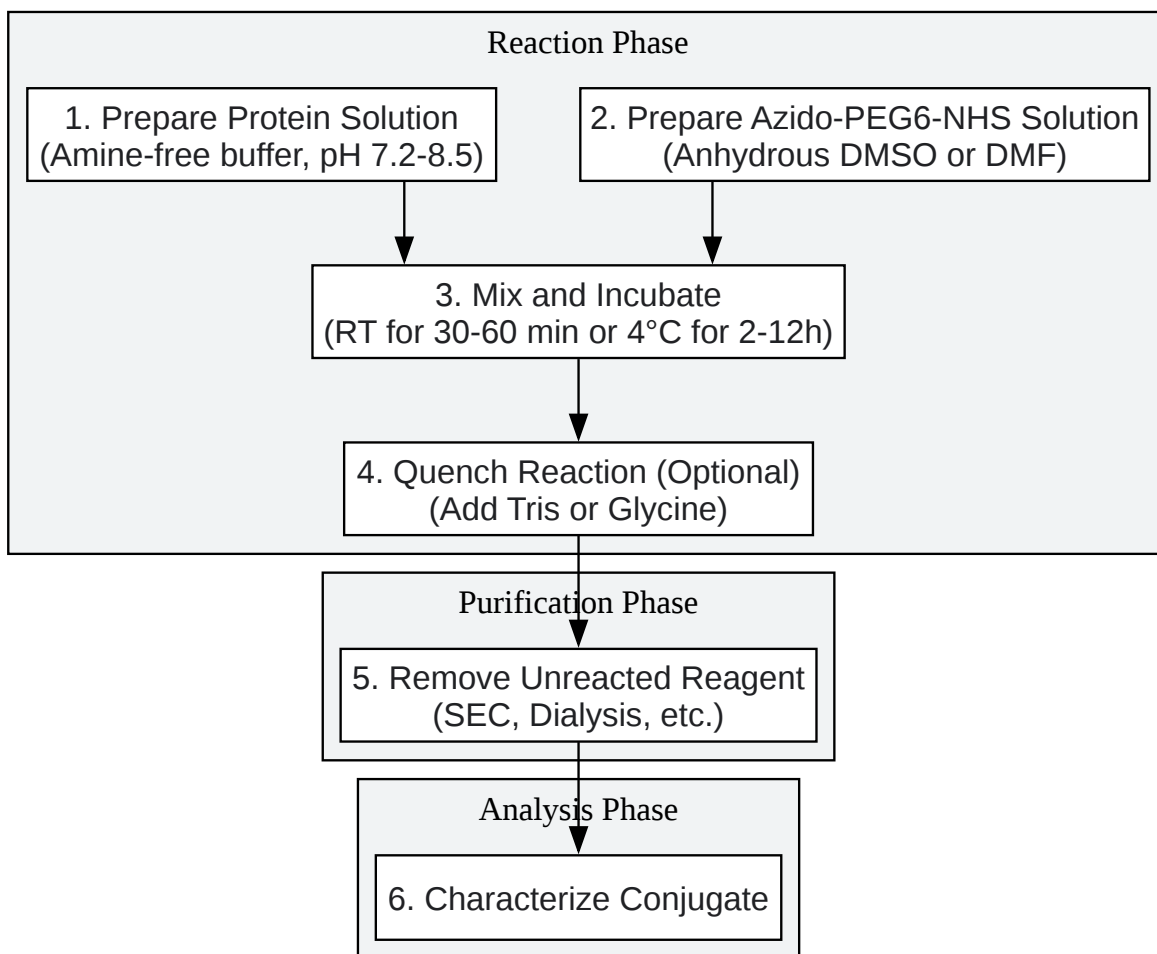 Reaction Phase
1. Prepare Protein Solution
(Amine-free buffer, pH 7.2-8.5)
2. Prepare Azido-PEG6-NHS Solution
(Anhydrous DMSO or DMF)
3. Mix and Incubate
(RT for 30-60 min or 4°C for 2-12h)
4. Quench Reaction (Optional)
(Add Tris or Glycine)
Purification Phase
5. Remove Unreacted Reagent
(SEC, Dialysis, etc.)
Analysis Phase
6. Characterize Conjugate